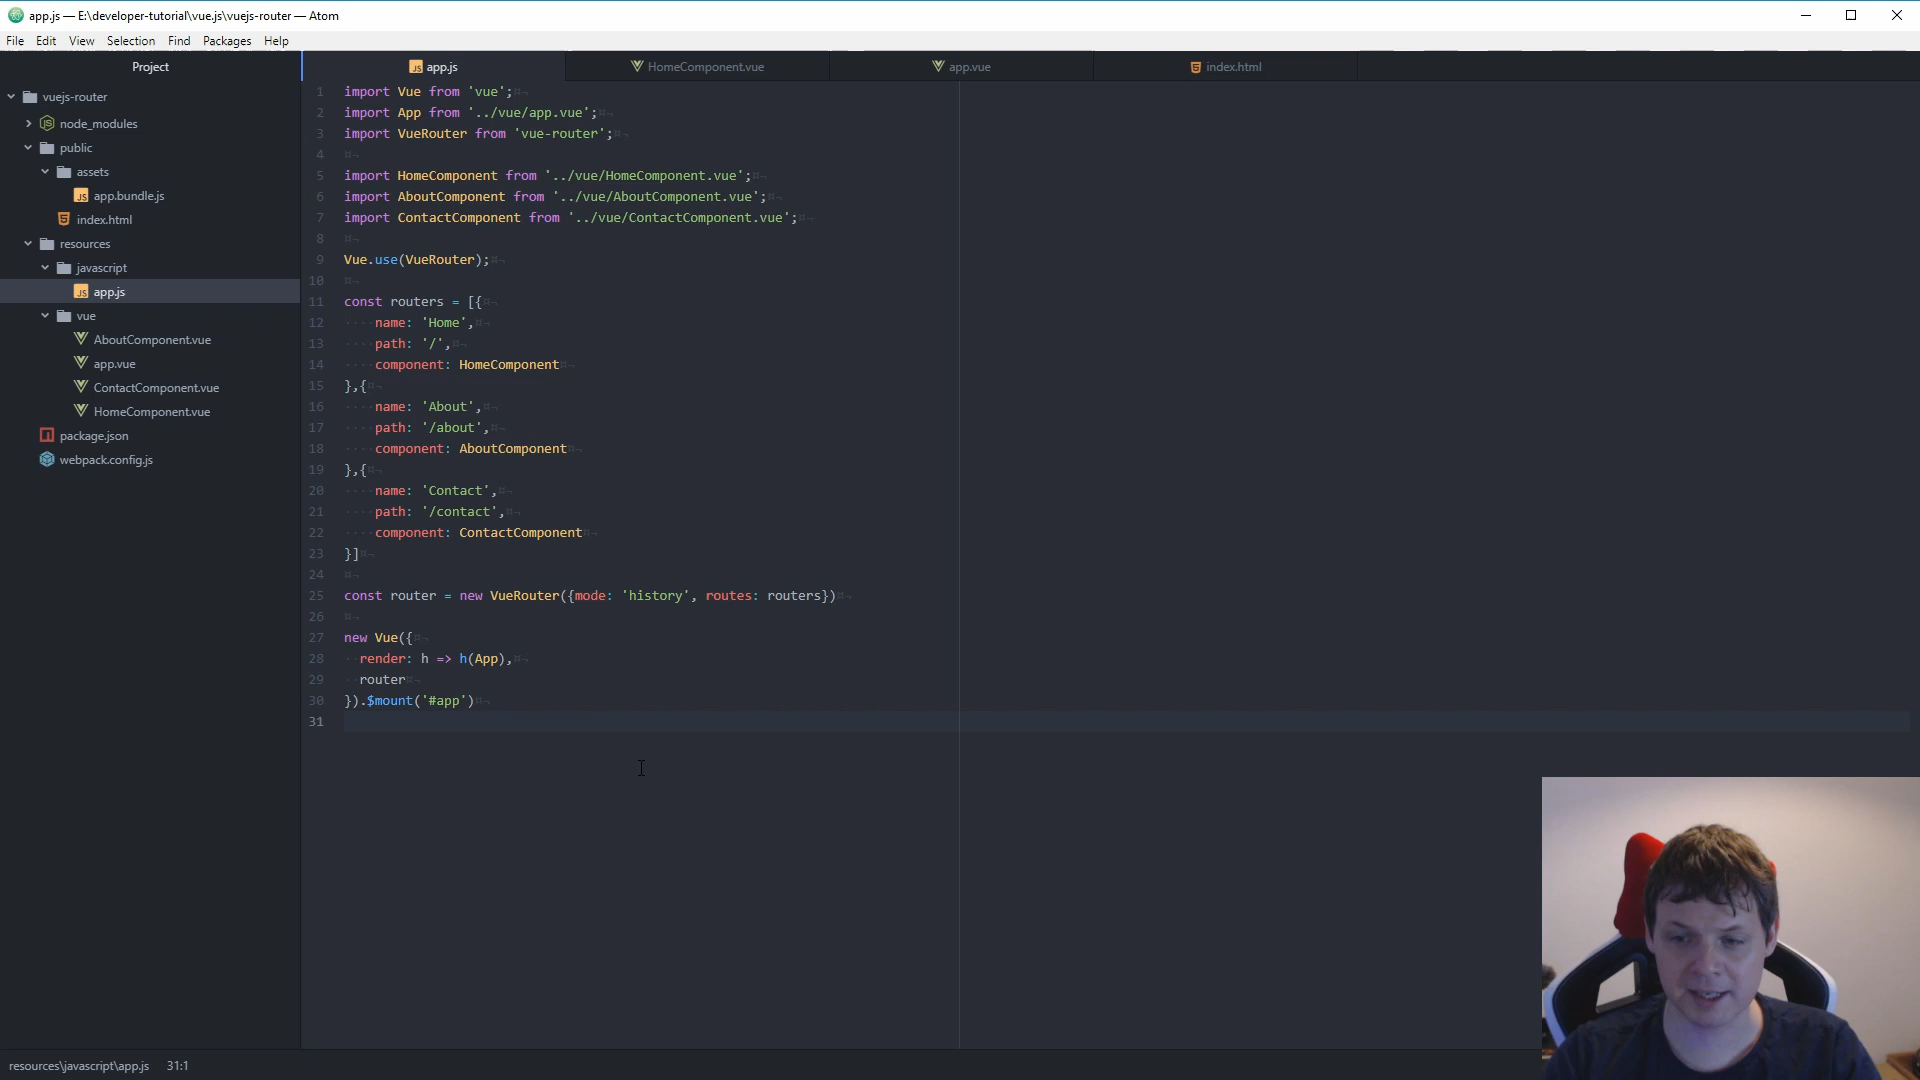 app.js — E:\developer-tutorial\vue.js\vuejs-router — Atom
File Edit View Selection Find Packages Help
Project
vuejs-router
node_modules
public
assets
app.bundle.js
index.html
resources
javascript
app.js
vue
AboutComponent.vue
app.vue
ContactComponent.vue
HomeComponent.vue
package.json
webpack.config.js
app.js HomeComponent.vue app.vue index.html
1 import Vue from 'vue';
2 import App from '../vue/app.vue';
3 import VueRouter from 'vue-router';
4
5 import HomeComponent from '../vue/HomeComponent.vue';
6 import AboutComponent from '../vue/AboutComponent.vue';
7 import ContactComponent from '../vue/ContactComponent.vue';
8
9 Vue.use(VueRouter);
10
11 const routers = [{
12     name: 'Home',
13     path: '/',
14     component: HomeComponent
15 },{
16     name: 'About',
17     path: '/about',
18     component: AboutComponent
19 },{
20     name: 'Contact',
21     path: '/contact',
22     component: ContactComponent
23 }]
24
25 const router = new VueRouter({mode: 'history', routes: routers})
26
27 new Vue({
28   render: h => h(App),
29   router
30 }).$mount('#app')
31
resources\javascript\app.js 31:1